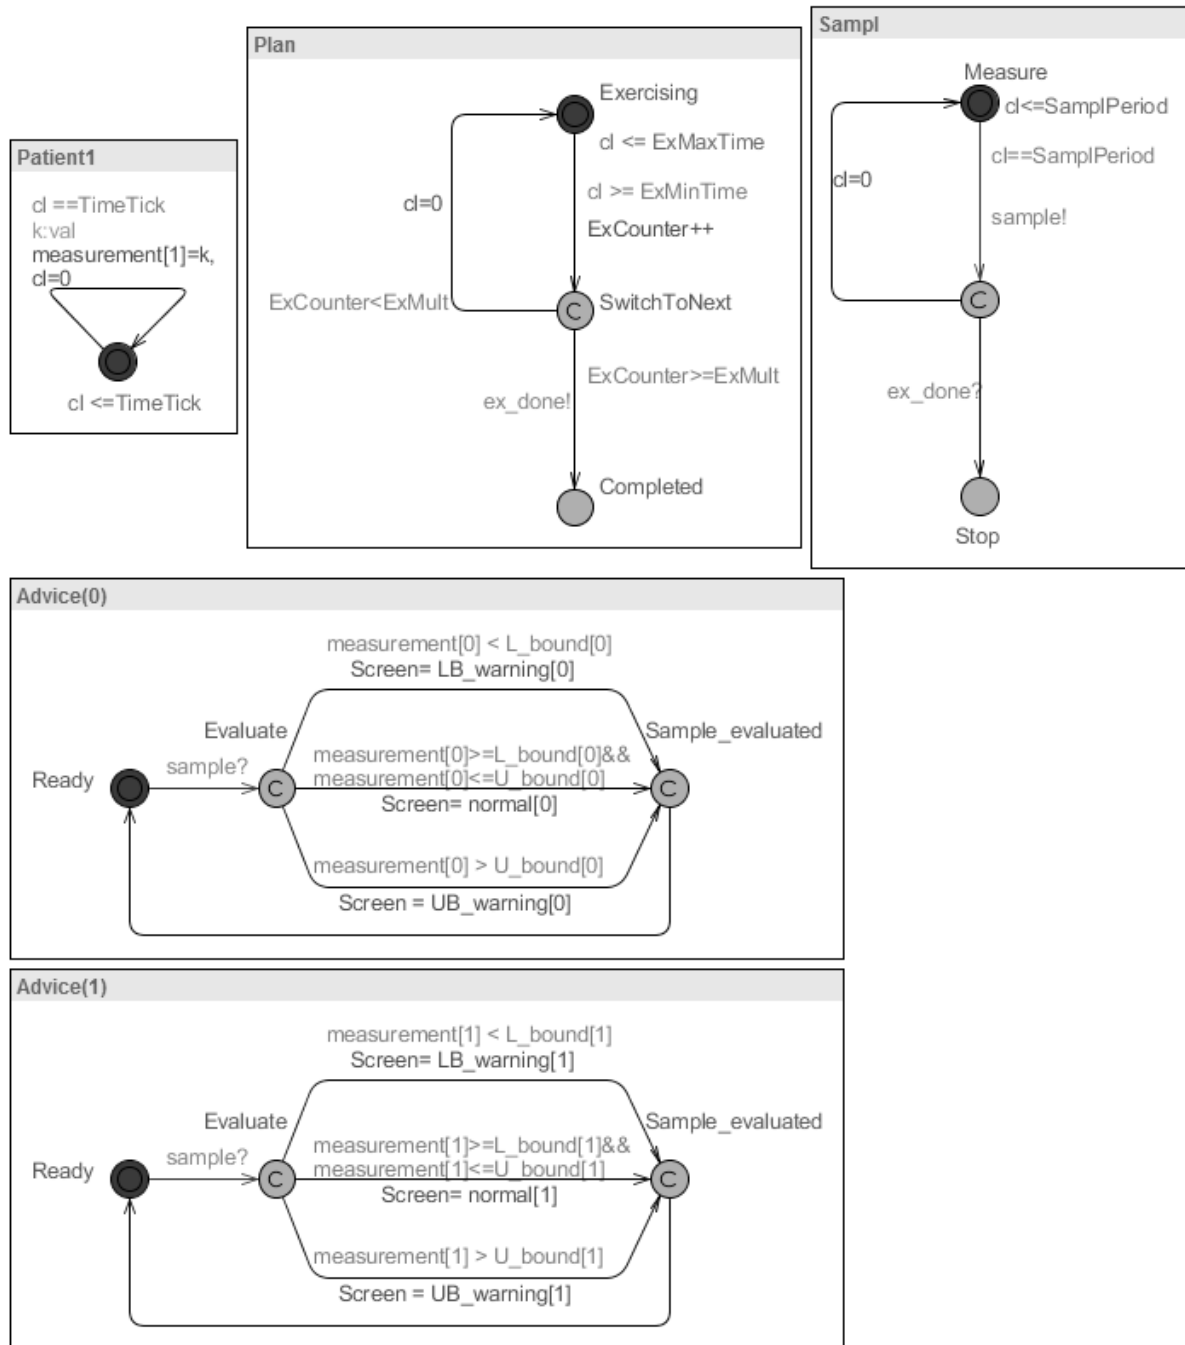 Patient1
cl ==TimeTick
k:val
measurement[1]=k,
cl=0
cl <=TimeTick
Plan
Exercising
cl <= ExMaxTime
cl >= ExMinTime
cl=0
ExCounter++
ExCounter<ExMult
C
SwitchToNext
ExCounter>=ExMult
ex_done!
Completed
Sampl
Measure
cl<=SamplPeriod
cl==SamplPeriod
cl=0
sample!
C
ex_done?
Stop
Advice(0)
measurement[0] < L_bound[0]
Screen= LB_warning[0]
Evaluate
Sample_evaluated
measurement[0]>=L_bound[0]&&
Ready
sample?
measurement[0]<=U_bound[0]
C
C
Screen= normal[0]
measurement[0] > U_bound[0]
Screen = UB_warning[0]
Advice(1)
measurement[1] < L_bound[1]
Screen= LB_warning[1]
Evaluate
Sample_evaluated
measurement[1]>=L_bound[1]&&
Ready
sample?
measurement[1]<=U_bound[1]
C
C
Screen= normal[1]
measurement[1] > U_bound[1]
Screen = UB_warning[1]